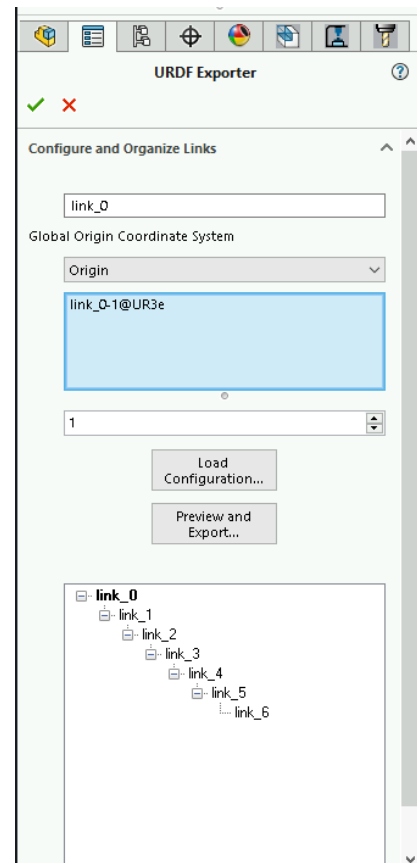 URDF Exporter
Configure and Organize Links
link_0
Global Origin Coordinate System
Origin
link_0-1@UR3e
1
Load
Configuration...
Preview and
Export...
link_0
link_1
link_2
link_3
link_4
link_5
link_6